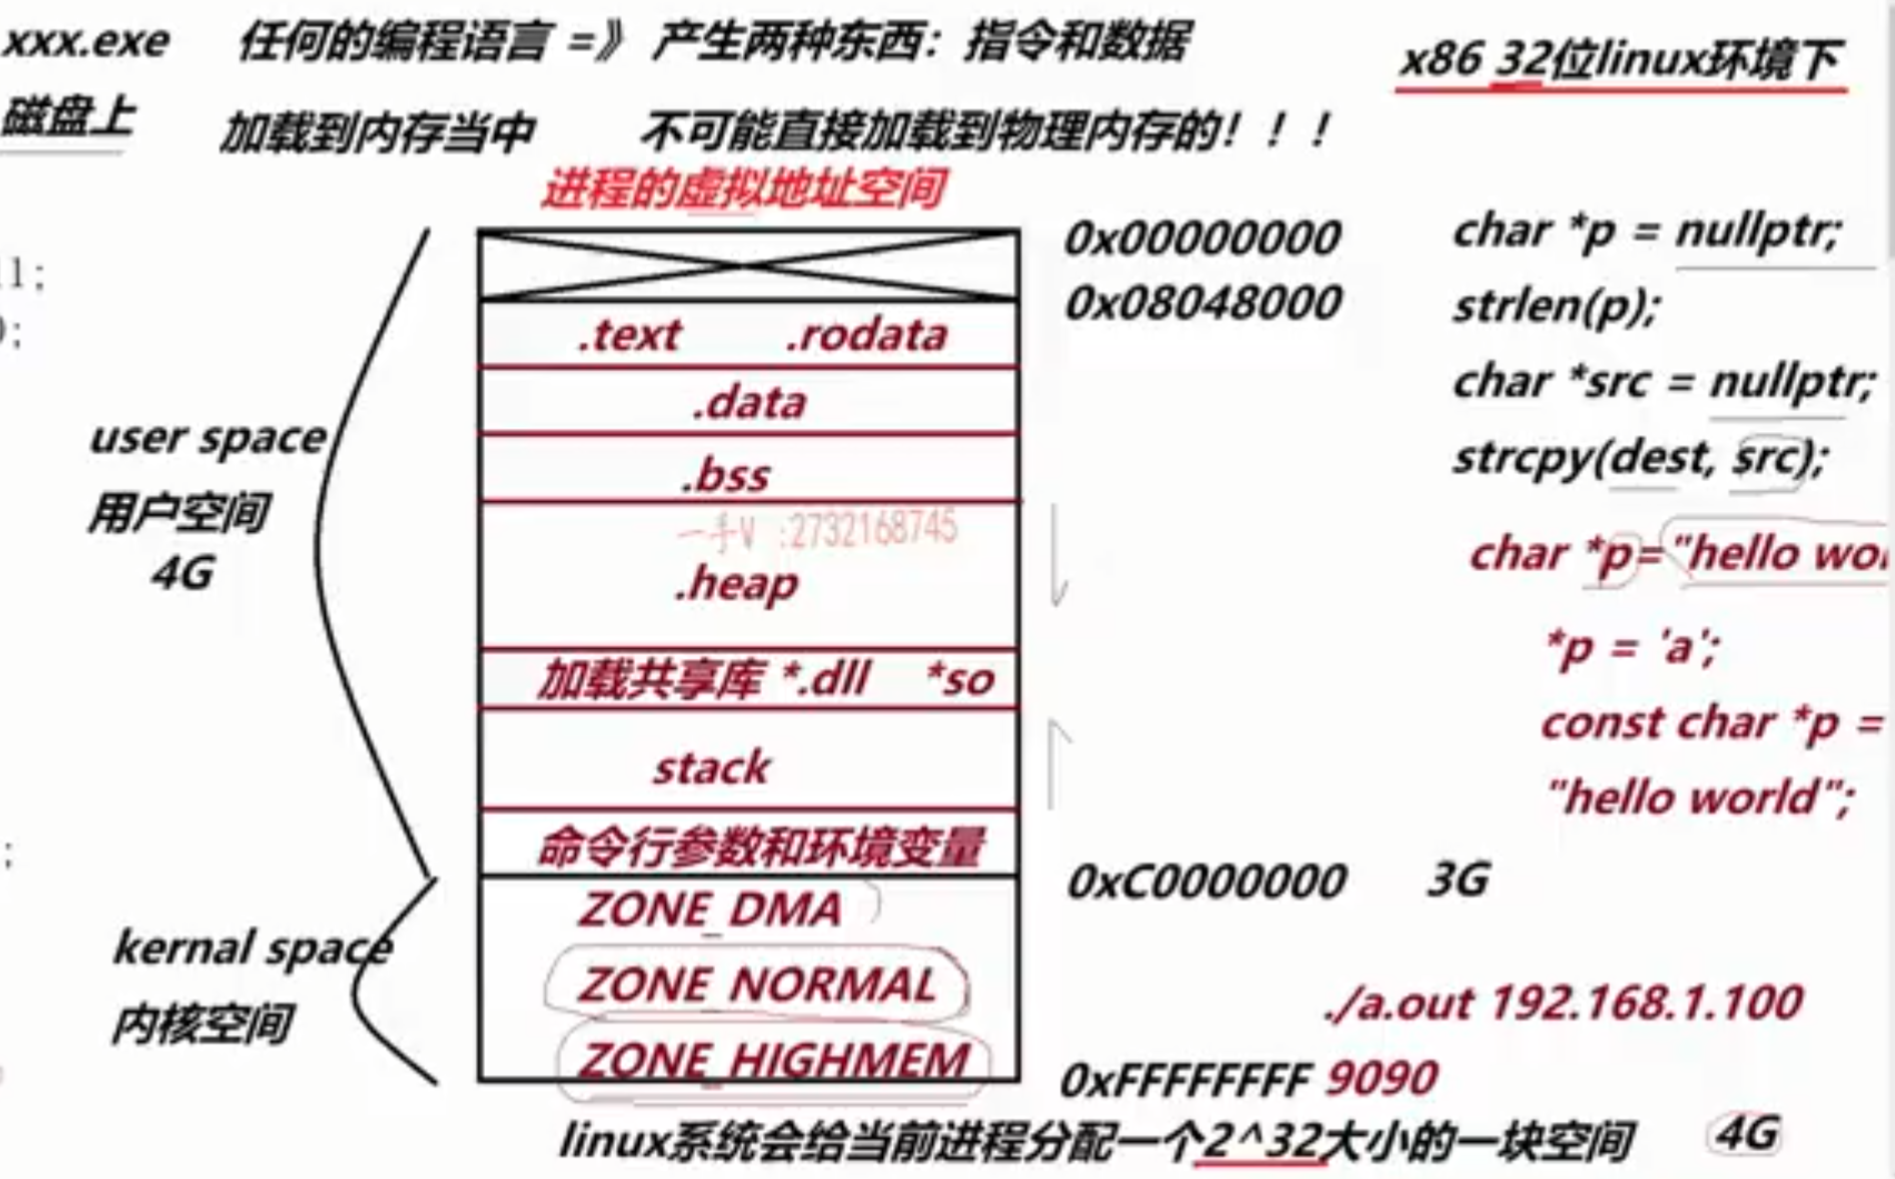 xxx.exe 任何的编程语言 =》 产生两种东西：指令和数据
x86 32位linux环境下
磁盘上 加载到内存当中 不可能直接加载到物理内存的！！！
进程的虚拟地址空间
0x00000000
0x08048000
.text .rodata
.data
.bss
一手V :2732168745
.heap
加载共享库 *.dll *so
stack
命令行参数和环境变量
ZONE_DMA
ZONE_NORMAL
ZONE_HIGHMEM
user space
用户空间
4G
kernal space
内核空间
0xC0000000 3G
0xFFFFFFFF
char *p = nullptr;
strlen(p);
char *src = nullptr;
strcpy(dest, src);
char *p="hello wo
*p = 'a';
const char *p =
"hello world";
./a.out 192.168.1.100
9090
linux系统会给当前进程分配一个2^32大小的一块空间 4G